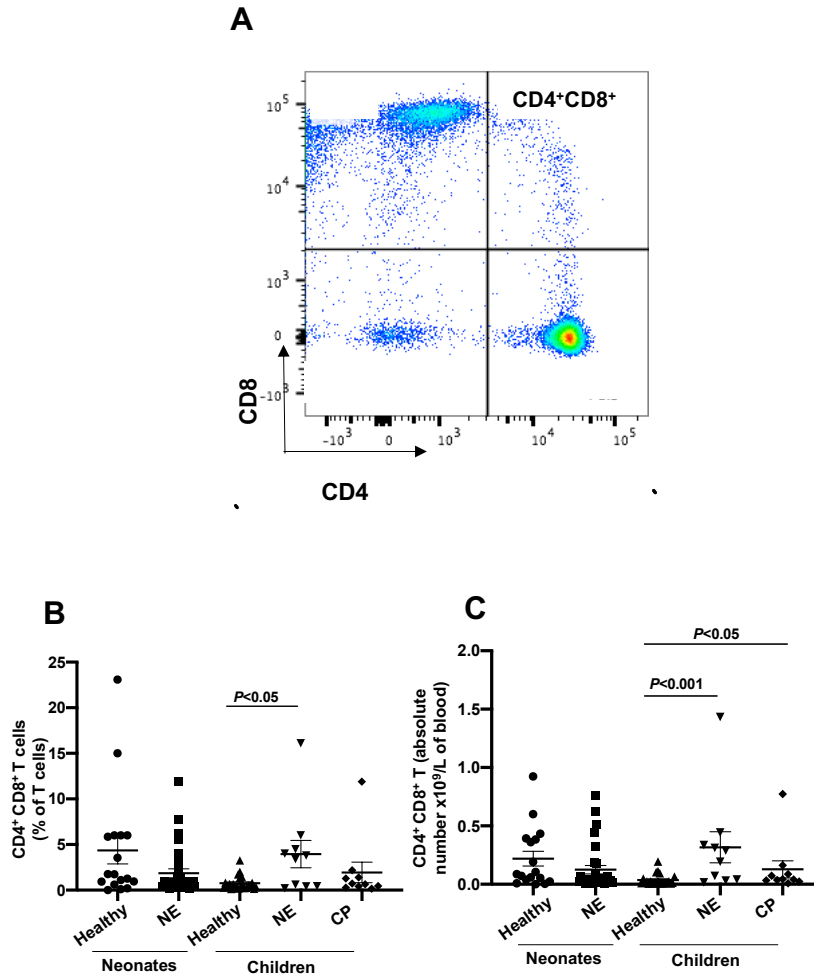 A
CD4⁺CD8⁺
10⁵
10⁴
10³
0
-10³
CD8
-10³ 0 10³ 10⁴ 10⁵
CD4
B
CD4⁺ CD8⁺ T cells
(% of T cells)
25
20
15
10
5
0
P<0.05
Healthy NE Healthy NE CP
Neonates Children
C
CD4⁺ CD8⁺ T (absolute
number x10⁹/L of blood)
2.0
1.5
1.0
0.5
0.0
P<0.05
P<0.001
Healthy NE Healthy NE CP
Neonates Children